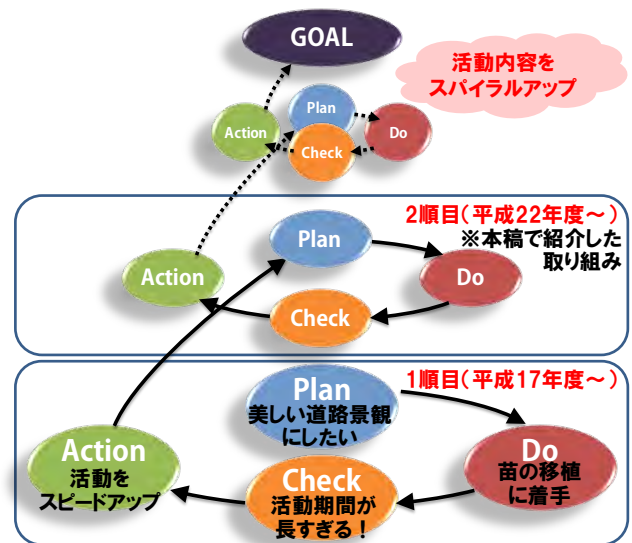 GOAL
活動内容を
スパイラルアップ
Plan
Action
Do
Check
2順目(平成22年度～)
※本稿で紹介した
取り組み
Plan
Action
Do
Check
1順目(平成17年度～)
Plan
美しい道路景観
にしたい
Action
活動を
スピードアップ
Do
苗の移植
に着手
Check
活動期間が
長すぎる！